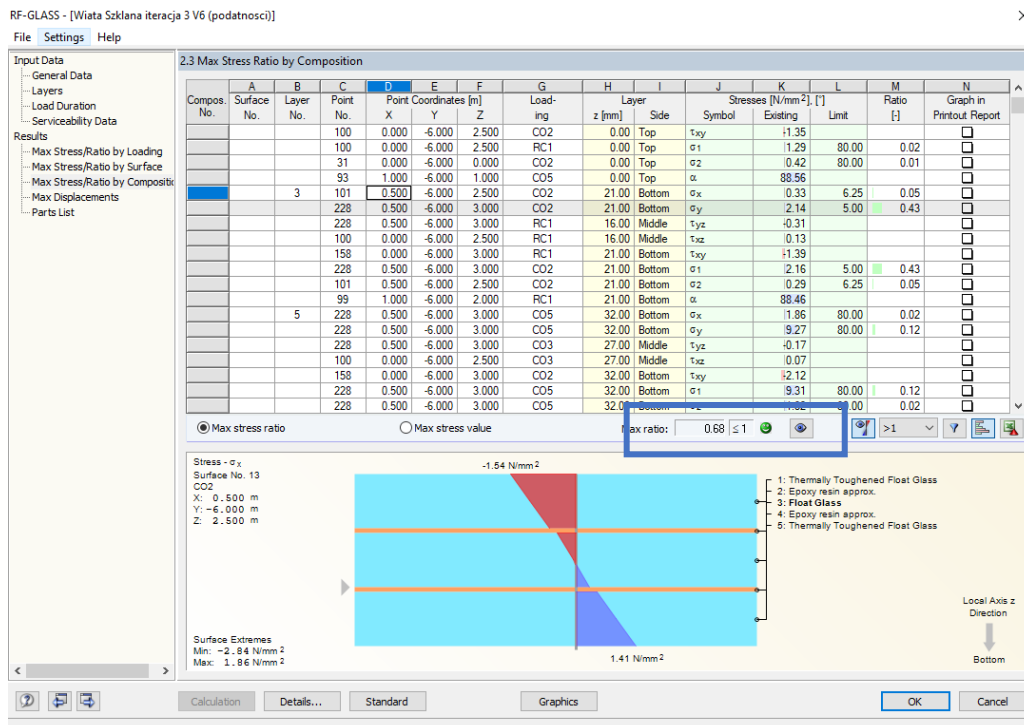 RF-GLASS - [Wiata Szklana iteracja 3 V6 (podatnosci)]
File Settings Help
Input Data
General Data
Layers
Load Duration
Serviceability Data
Results
Max Stress/Ratio by Loading
Max Stress/Ratio by Surface
Max Stress/Ratio by Compositic
Max Displacements
Parts List
2.3 Max Stress Ratio by Composition
A B C D E F G H I J K L M N
Compos. Surface Layer Point Point Coordinates [m] Load- Layer Stresses [N/mm²], [°] Ratio Graph in
No. No. No. No. X Y Z ing z [mm] Side Symbol Existing Limit [-] Printout Report
100 0.000 -6.000 2.500 CO2 0.00 Top τxy -1.35
100 0.000 -6.000 2.500 RC1 0.00 Top σ1 1.29 80.00 0.02
31 0.000 -6.000 0.000 CO2 0.00 Top σ2 0.42 80.00 0.01
93 1.000 -6.000 1.000 CO5 0.00 Top α 88.56
3 101 0.500 -6.000 2.500 CO2 21.00 Bottom σx 0.33 6.25 0.05
228 0.500 -6.000 3.000 CO2 21.00 Bottom σy 2.14 5.00 0.43
228 0.500 -6.000 3.000 RC1 16.00 Middle τyz -0.31
100 0.000 -6.000 2.500 RC1 16.00 Middle τxz 0.13
158 0.000 -6.000 3.000 RC1 21.00 Bottom τxy -1.39
228 0.500 -6.000 3.000 CO2 21.00 Bottom σ1 2.16 5.00 0.43
101 0.500 -6.000 2.500 CO2 21.00 Bottom σ2 0.29 6.25 0.05
99 1.000 -6.000 2.000 RC1 21.00 Bottom α 88.46
5 228 0.500 -6.000 3.000 CO5 32.00 Bottom σx 1.86 80.00 0.02
228 0.500 -6.000 3.000 CO5 32.00 Bottom σy 9.27 80.00 0.12
228 0.500 -6.000 3.000 CO3 27.00 Middle τyz -0.17
100 0.000 -6.000 2.500 CO3 27.00 Middle τxz 0.07
158 0.000 -6.000 3.000 CO2 32.00 Bottom τxy -2.12
228 0.500 -6.000 3.000 CO5 32.00 Bottom σ1 9.31 80.00 0.12
228 0.500 -6.000 3.000 CO5 0.02
Max stress ratio Max stress value ax ratio: 0.68 ≤ 1 >1
Stress - σx
Surface No. 13
CO2
X: 0.500 m
Y: -6.000 m
Z: 2.500 m
-1.54 N/mm²
1: Thermally Toughened Float Glass
2: Epoxy resin approx.
3: Float Glass
4: Epoxy resin approx.
5: Thermally Toughened Float Glass
Local Axis z
Direction
Bottom
Surface Extremes
Min: -2.84 N/mm²
Max: 1.86 N/mm²
1.41 N/mm²
Calculation Details... Standard Graphics OK Cancel